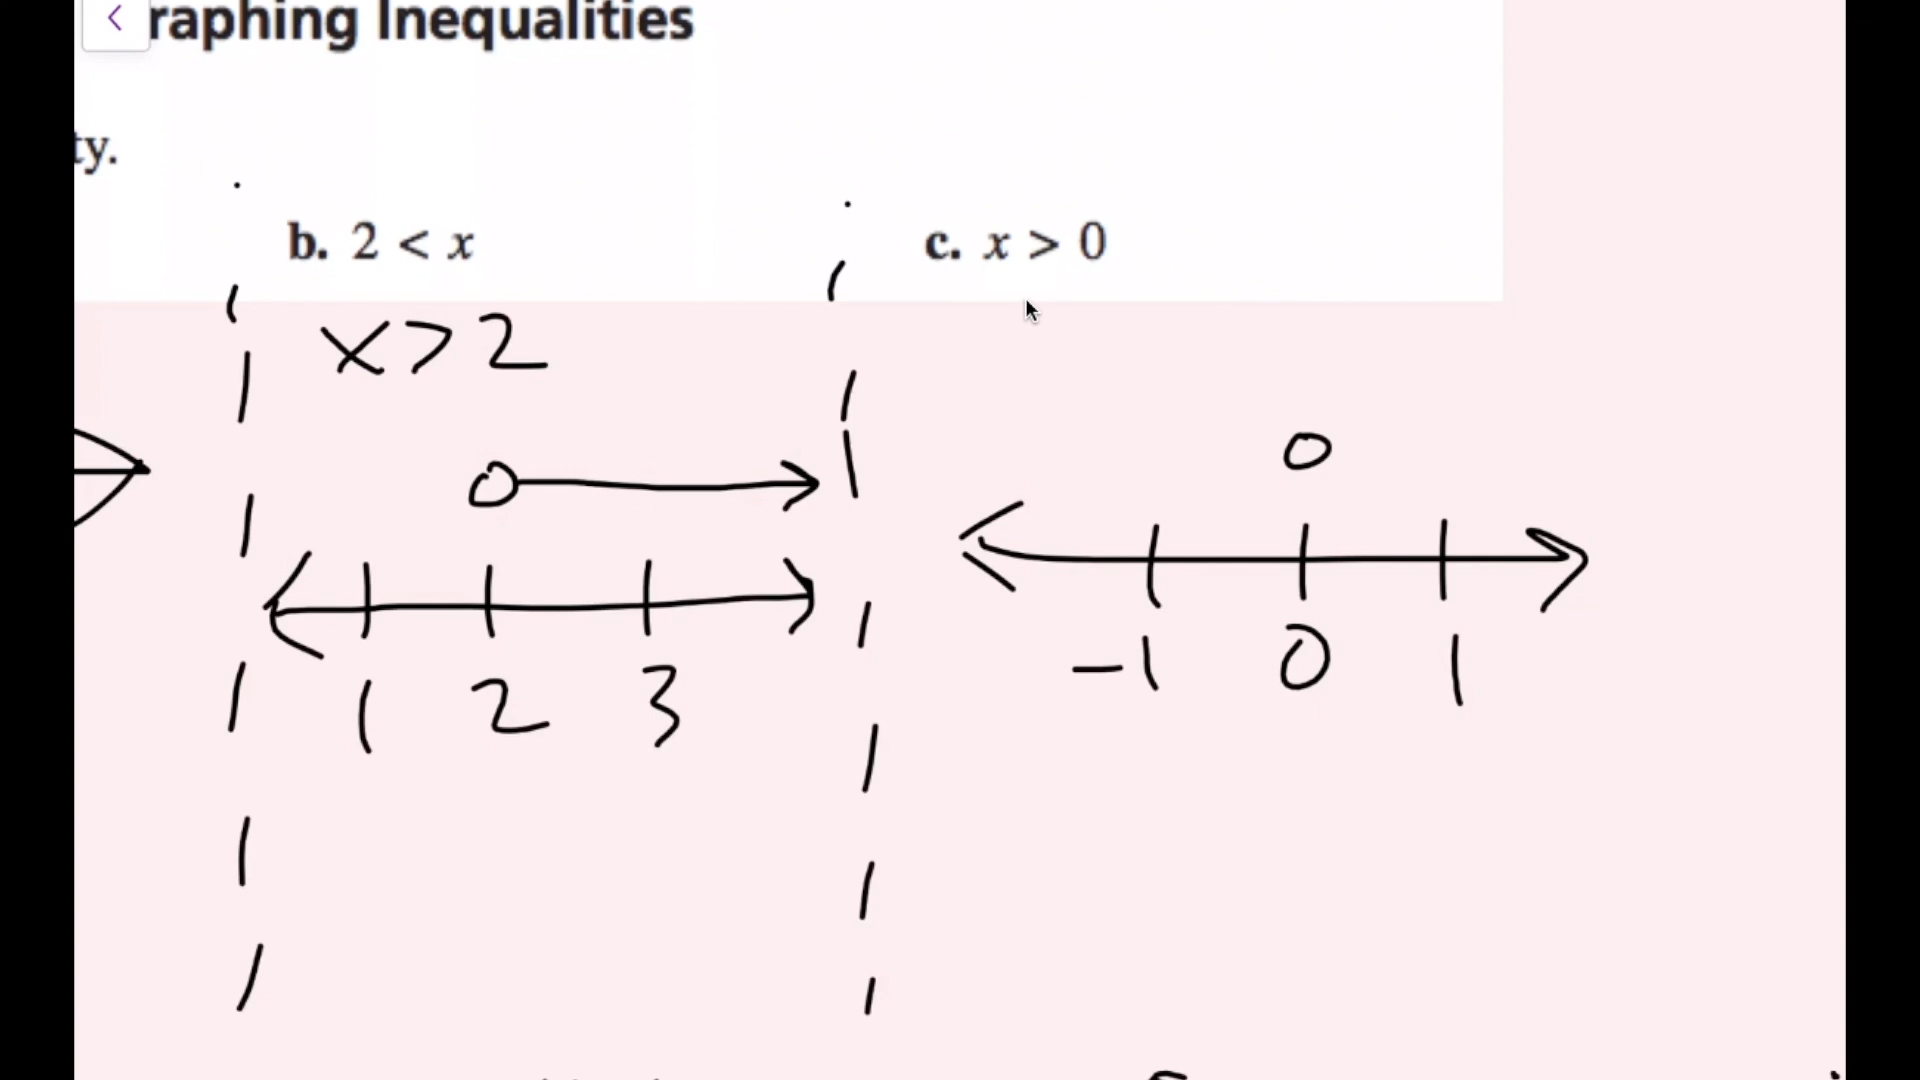 raphing Inequalities
ty.
b. 2 < x
c. x > 0
x > 2
1 2 3
-1 0 1